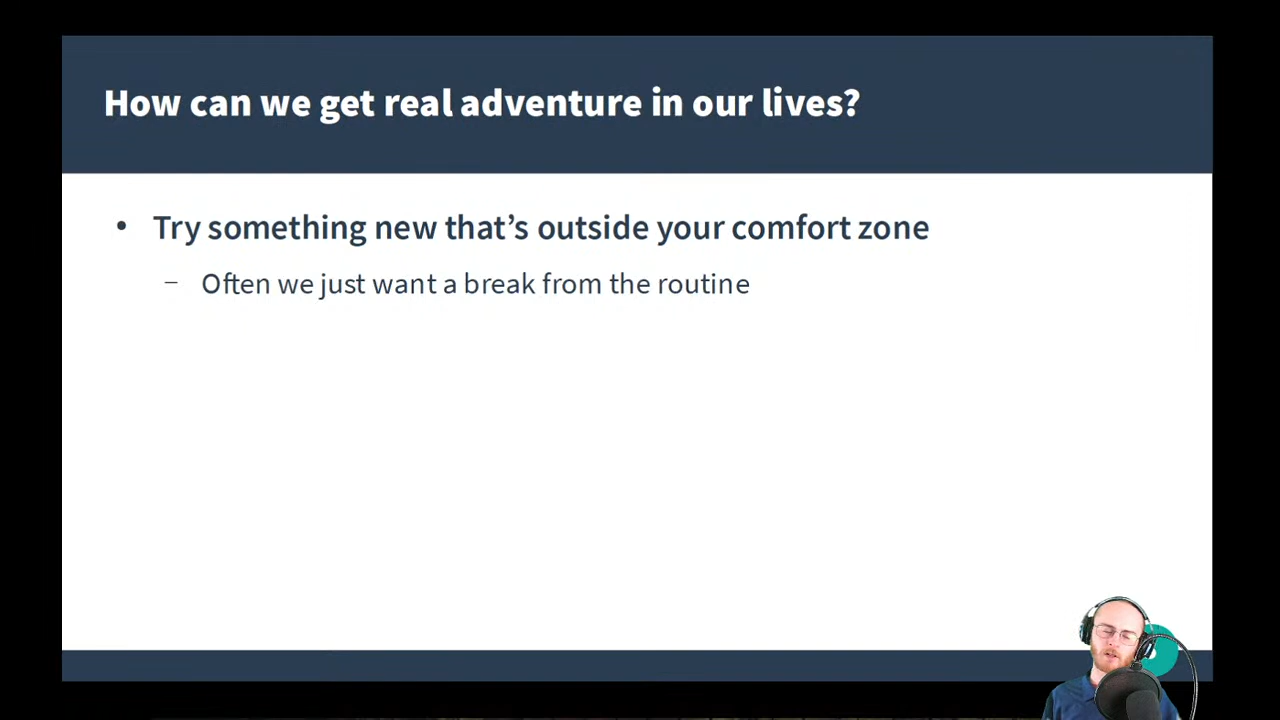 How can we get real adventure in our lives?
• Try something new that’s outside your comfort zone
– Often we just want a break from the routine